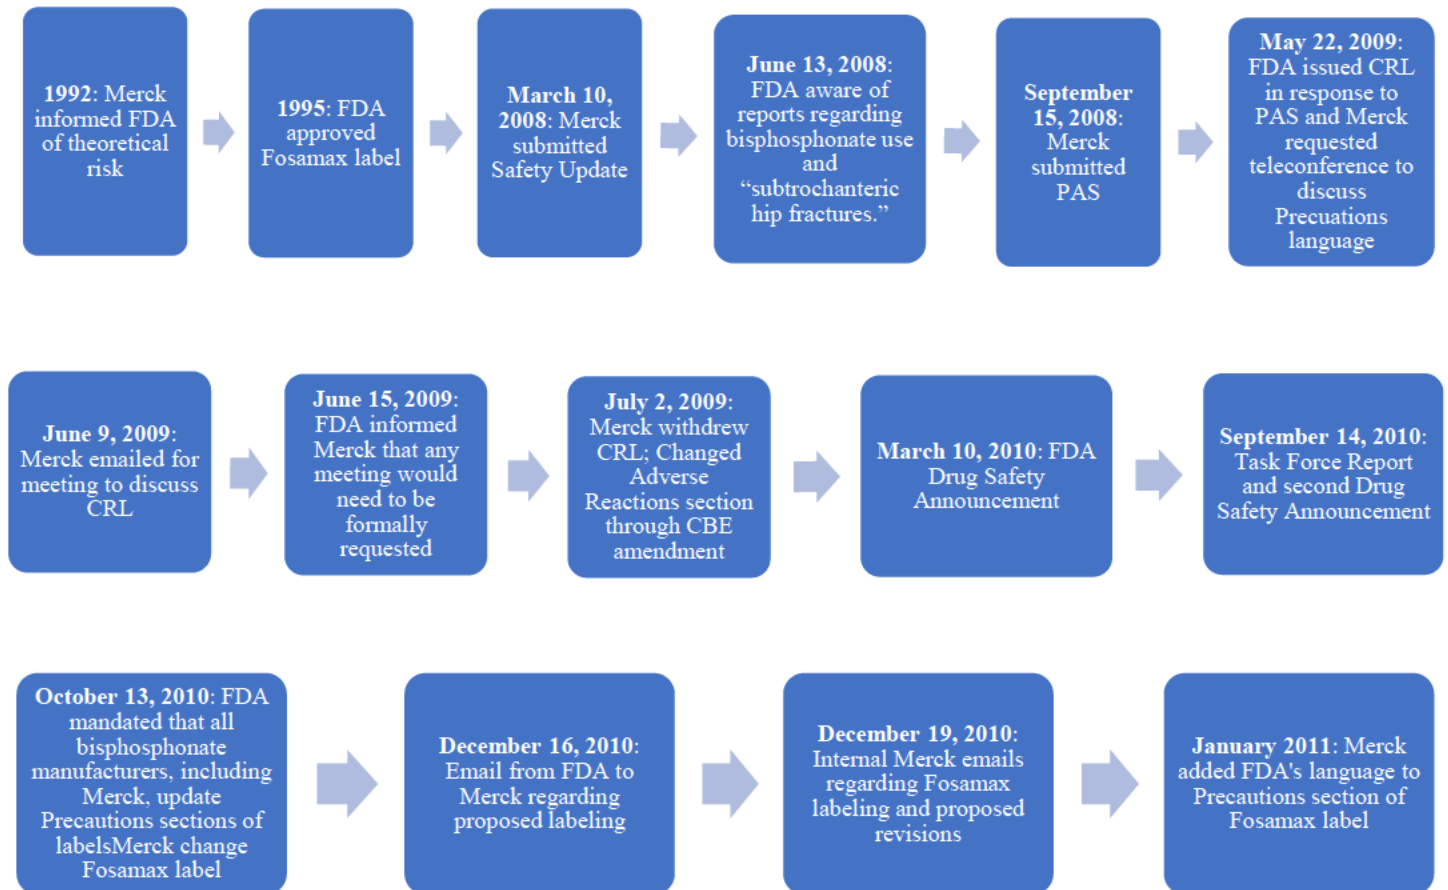 1992: Merck
informed FDA
of theoretical
risk
1995: FDA
approved
Fosamax label
March 10,
2008: Merck
submitted
Safety Update
June 13, 2008:
FDA aware of
reports regarding
bisphosphonate use
and
“subtrochanteric
hip fractures.”
September
15, 2008:
Merck
submitted
PAS
May 22, 2009:
FDA issued CRL
in response to
PAS and Merck
requested
teleconference to
discuss
Precuations
language
June 9, 2009:
Merck emailed for
meeting to discuss
CRL
June 15, 2009:
FDA informed
Merck that any
meeting would
need to be
formally
requested
July 2, 2009:
Merck withdrew
CRL; Changed
Adverse
Reactions section
through CBE
amendment
March 10, 2010: FDA
Drug Safety
Announcement
September 14, 2010:
Task Force Report
and second Drug
Safety Announcement
October 13, 2010: FDA
mandated that all
bisphosphonate
manufacturers, including
Merck, update
Precautions sections of
labelsMerck change
Fosamax label
December 16, 2010:
Email from FDA to
Merck regarding
proposed labeling
December 19, 2010:
Internal Merck emails
regarding Fosamax
labeling and proposed
revisions
January 2011: Merck
added FDA's language to
Precautions section of
Fosamax label